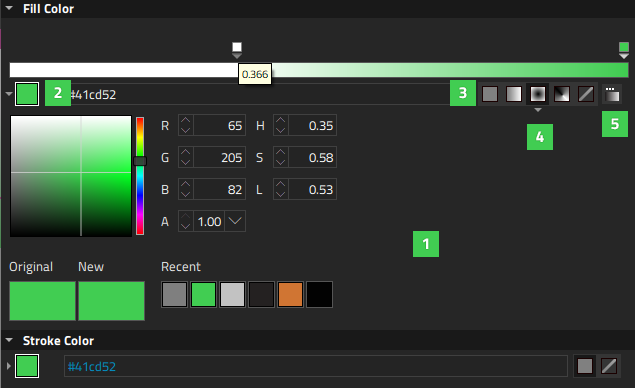 Fill Color
0.366
2 #41cd52 3
4 5
R 65 H 0.35
G 205 S 0.58
B 82 L 0.53
A 1.00
1
Original New Recent
Stroke Color
#41cd52